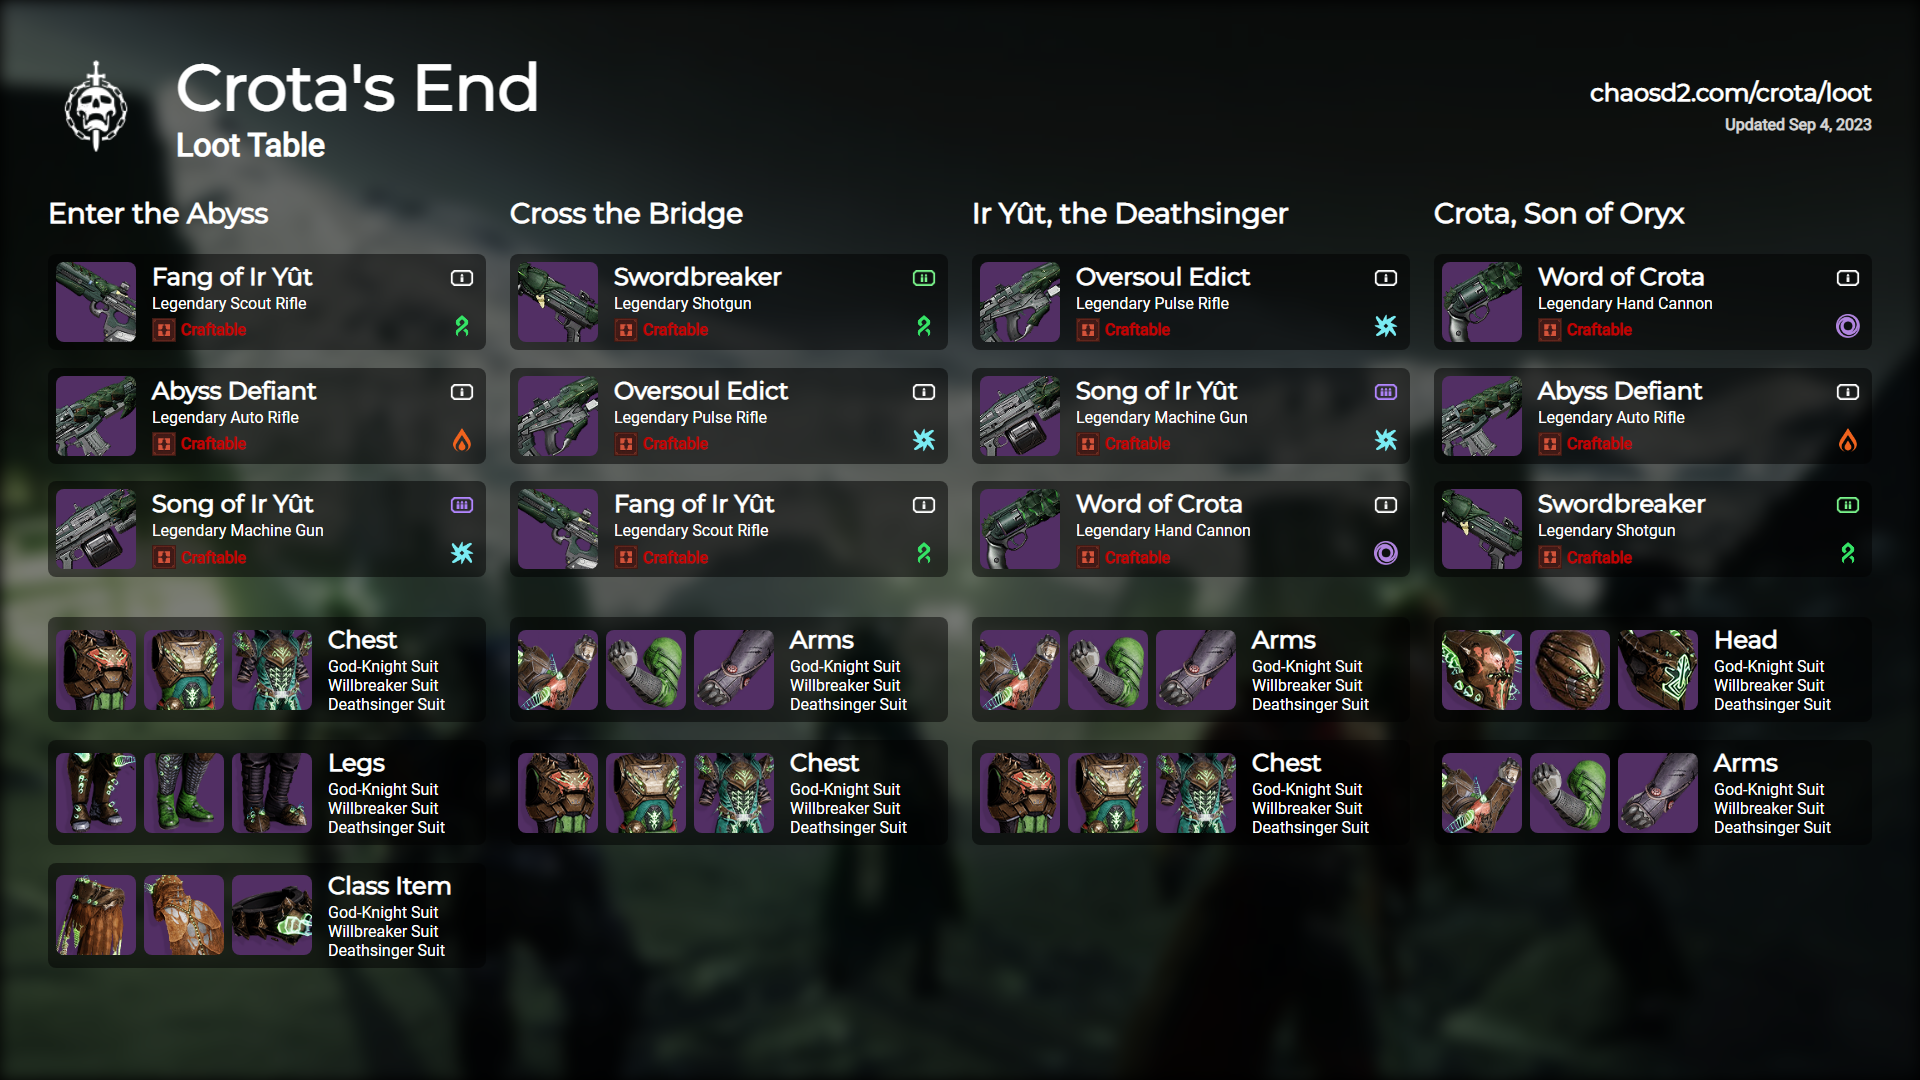 Crota's End
Loot Table
chaosd2.com/crota/loot
Updated Sep 4, 2023
Enter the Abyss
Fang of Ir Yût
Legendary Scout Rifle
Craftable
Abyss Defiant
Legendary Auto Rifle
Craftable
Song of Ir Yût
Legendary Machine Gun
Craftable
Chest
God-Knight Suit
Willbreaker Suit
Deathsinger Suit
Legs
God-Knight Suit
Willbreaker Suit
Deathsinger Suit
Class Item
God-Knight Suit
Willbreaker Suit
Deathsinger Suit
Cross the Bridge
Swordbreaker
Legendary Shotgun
Craftable
Oversoul Edict
Legendary Pulse Rifle
Craftable
Fang of Ir Yût
Legendary Scout Rifle
Craftable
Arms
God-Knight Suit
Willbreaker Suit
Deathsinger Suit
Chest
God-Knight Suit
Willbreaker Suit
Deathsinger Suit
Ir Yût, the Deathsinger
Oversoul Edict
Legendary Pulse Rifle
Craftable
Song of Ir Yût
Legendary Machine Gun
Craftable
Word of Crota
Legendary Hand Cannon
Craftable
Arms
God-Knight Suit
Willbreaker Suit
Deathsinger Suit
Chest
God-Knight Suit
Willbreaker Suit
Deathsinger Suit
Crota, Son of Oryx
Word of Crota
Legendary Hand Cannon
Craftable
Abyss Defiant
Legendary Auto Rifle
Craftable
Swordbreaker
Legendary Shotgun
Craftable
Head
God-Knight Suit
Willbreaker Suit
Deathsinger Suit
Arms
God-Knight Suit
Willbreaker Suit
Deathsinger Suit